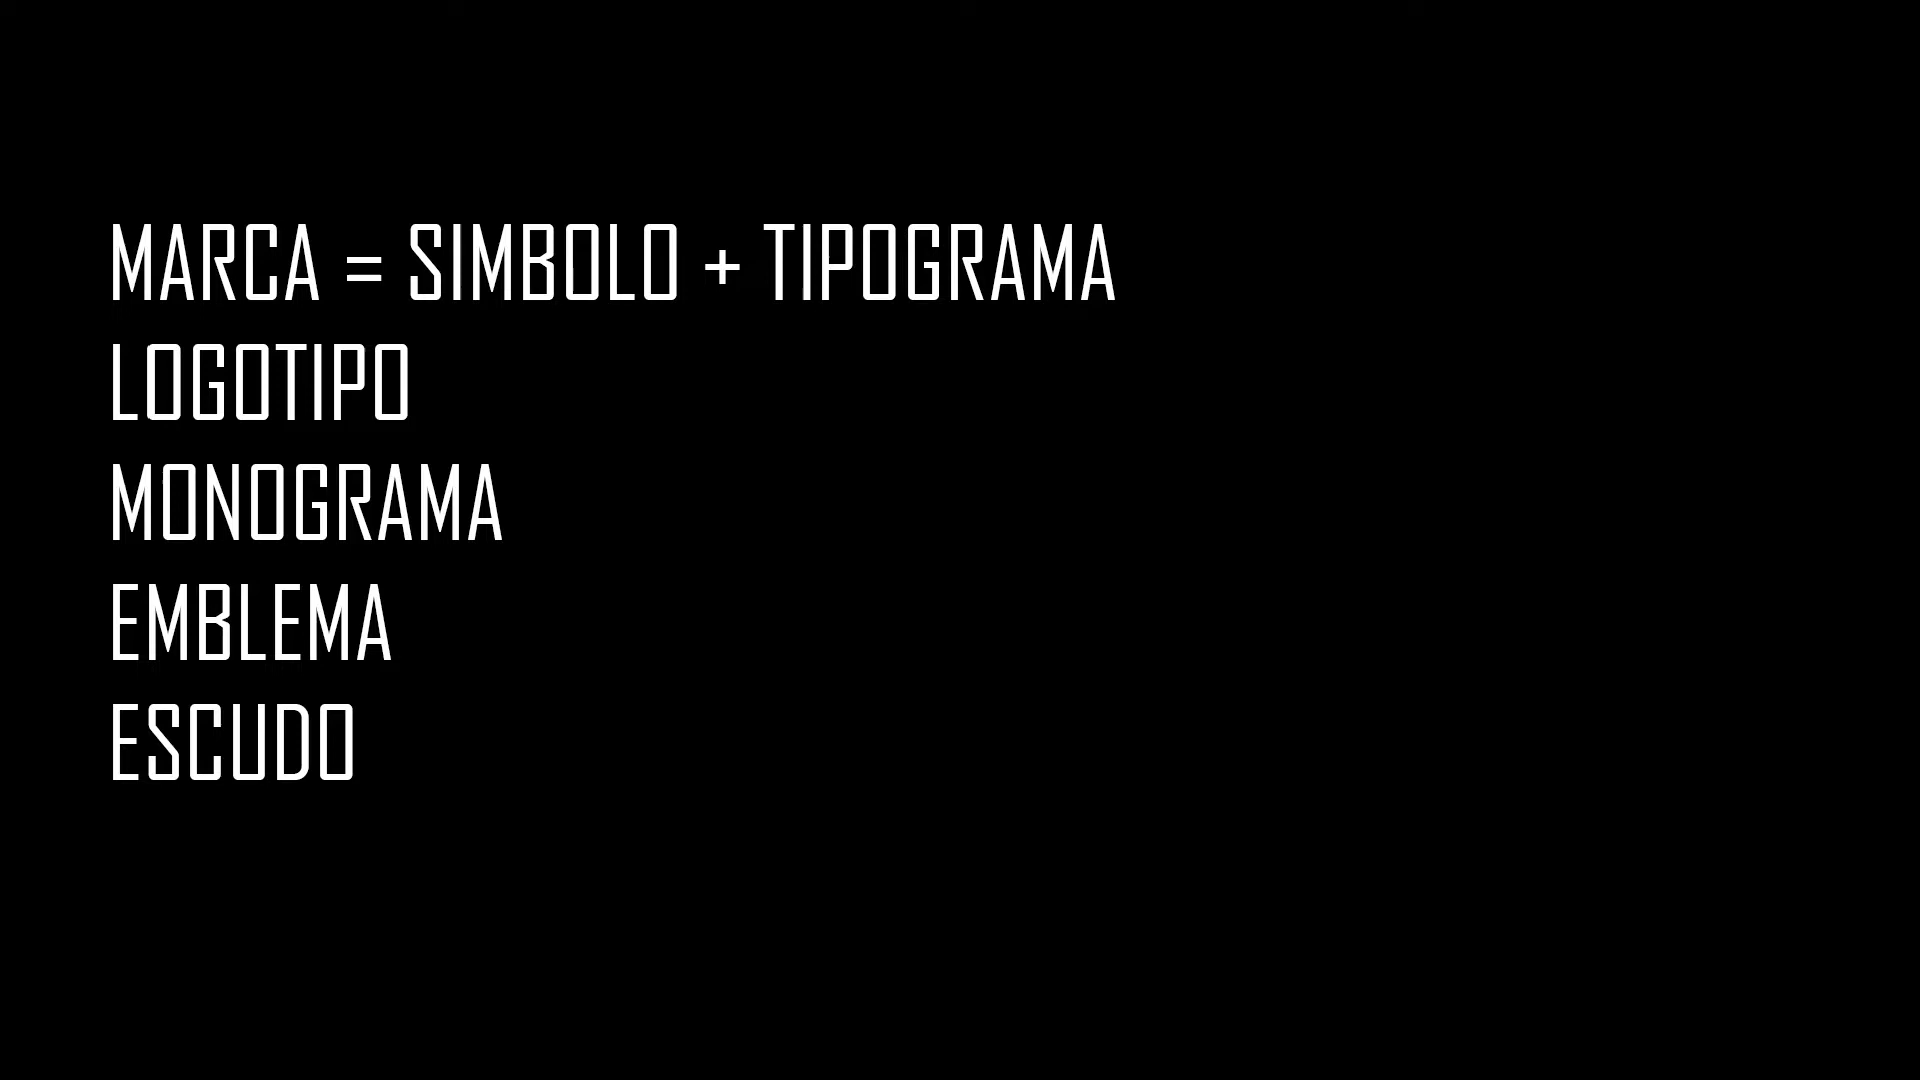 MARCA = SIMBOLO + TIPOGRAMA
LOGOTIPO
MONOGRAMA
EMBLEMA
ESCUDO